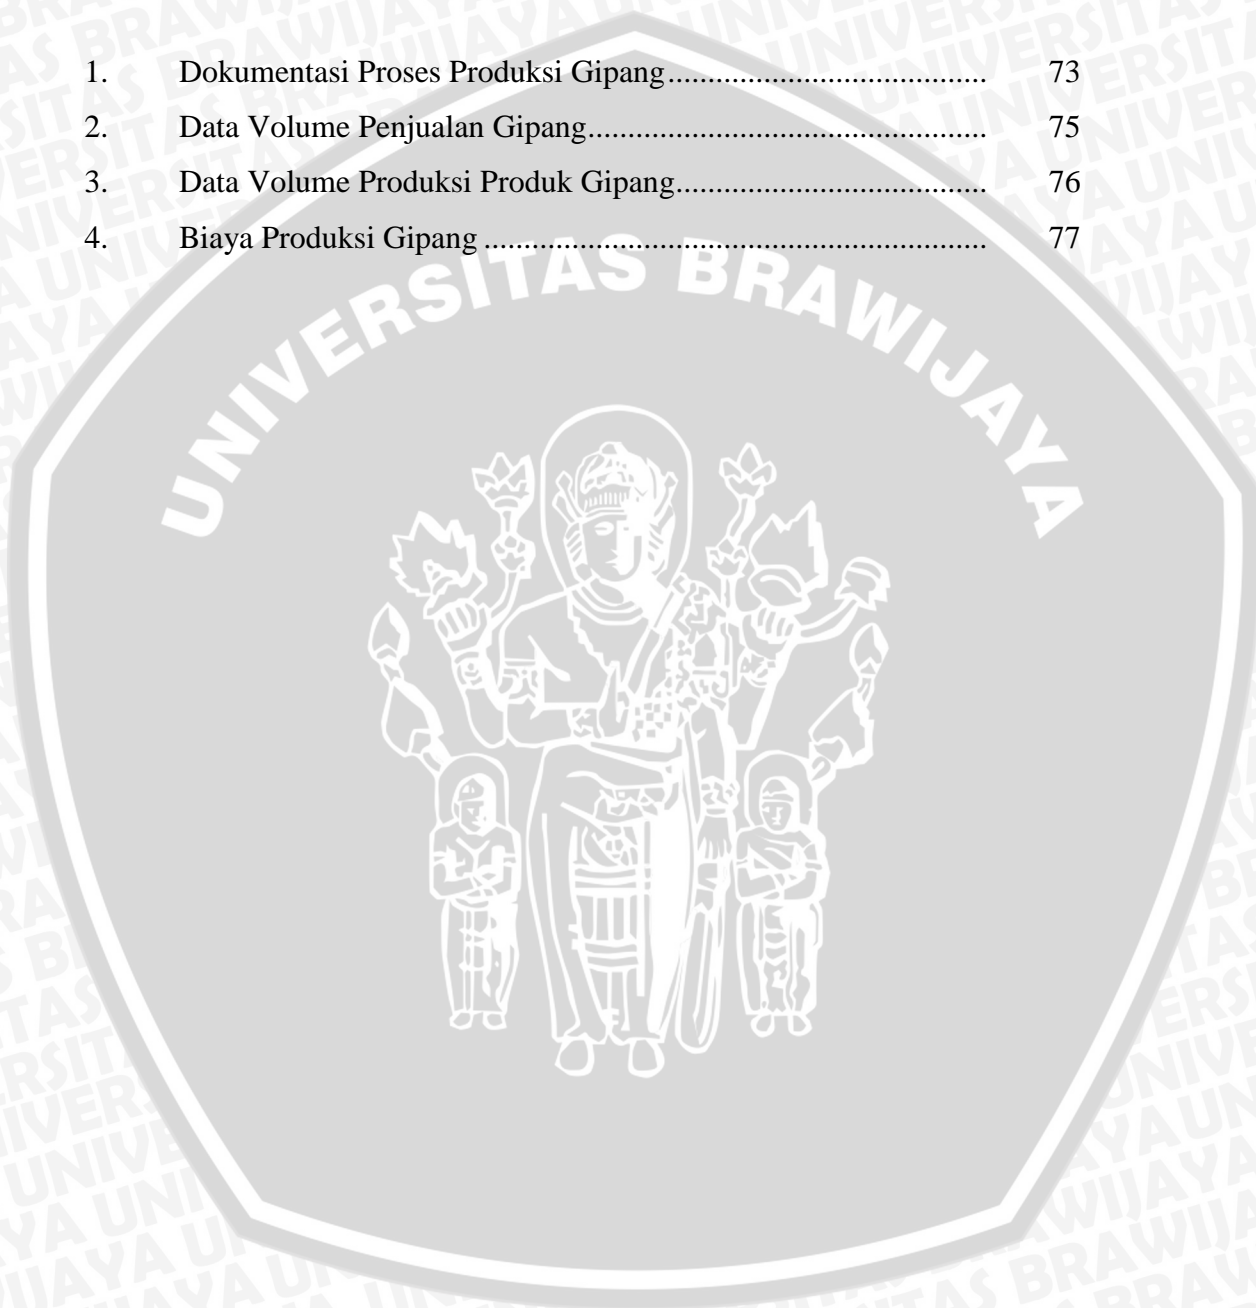 1. Dokumentasi Proses Produksi Gipang....................................... 73
2. Data Volume Penjualan Gipang................................................. 75
3. Data Volume Produksi Produk Gipang...................................... 76
4. Biaya Produksi Gipang .............................................................. 77
UNIVERSITAS BRAWIJAYA